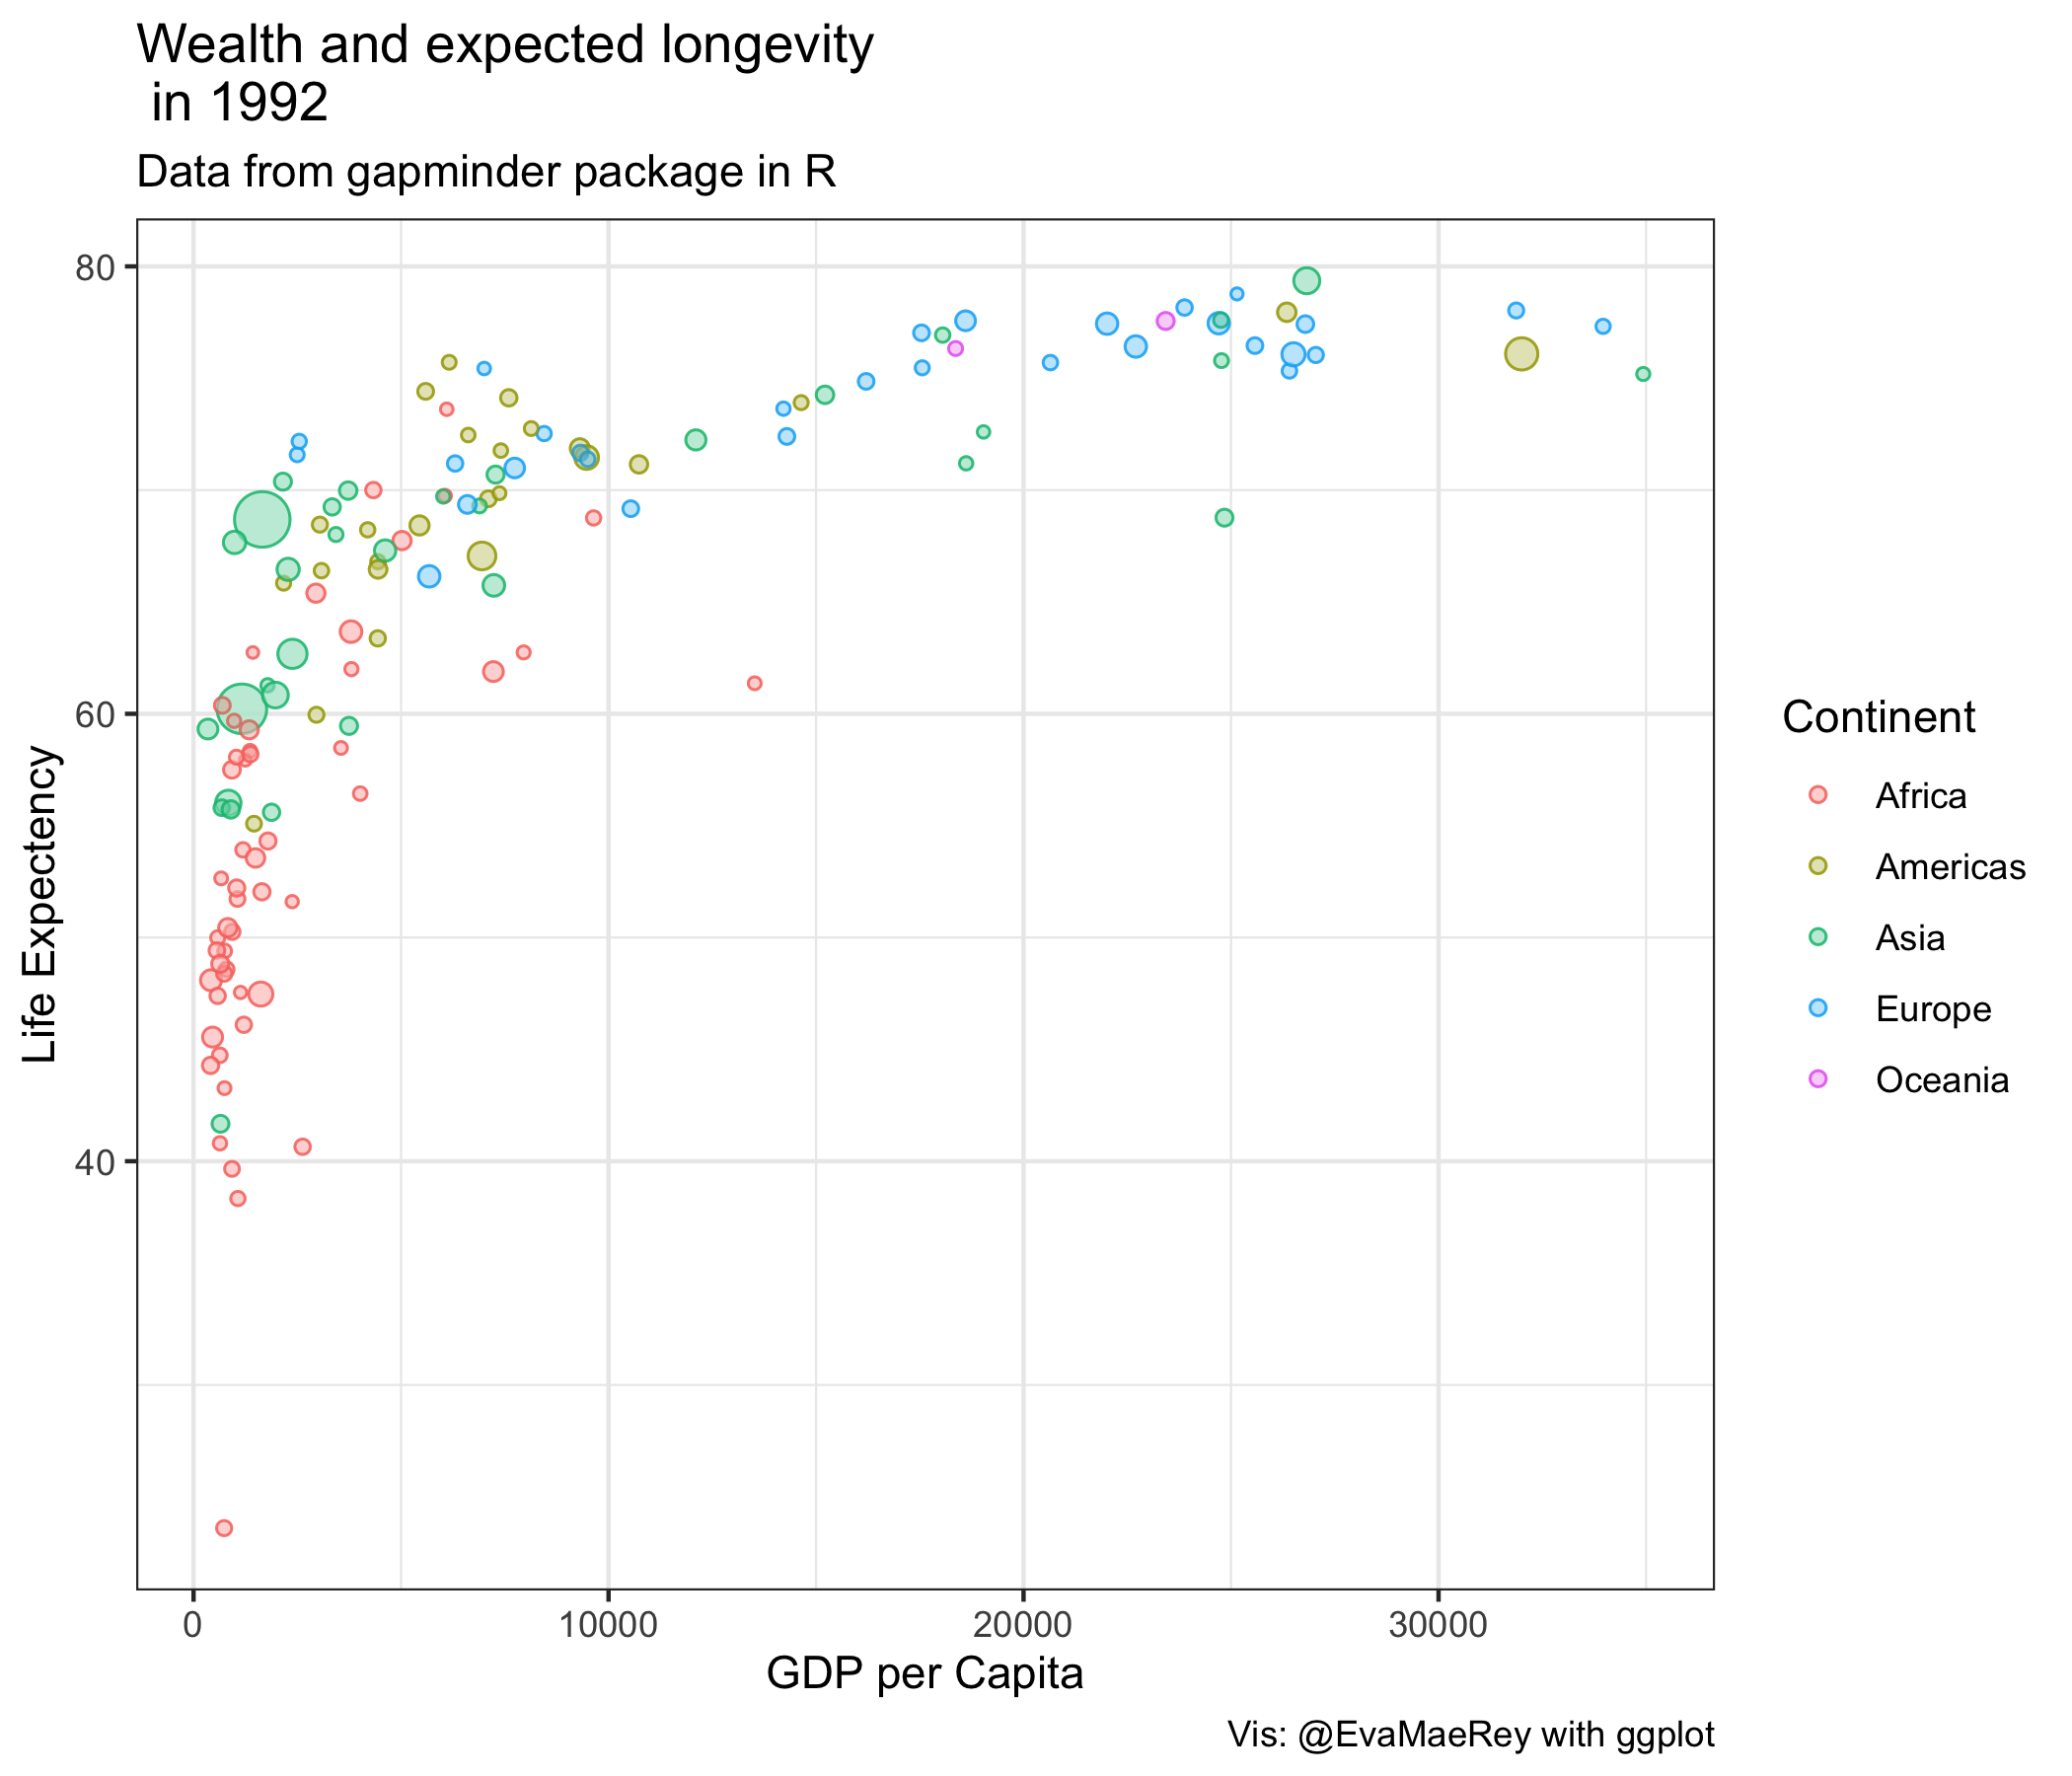 Wealth and expected longevity
in 1992
Data from gapminder package in R
80
60
40
Life Expectency
0
10000
20000
30000
GDP per Capita
Continent
Africa
Americas
Asia
Europe
Oceania
Vis: @EvaMaeRey with ggplot